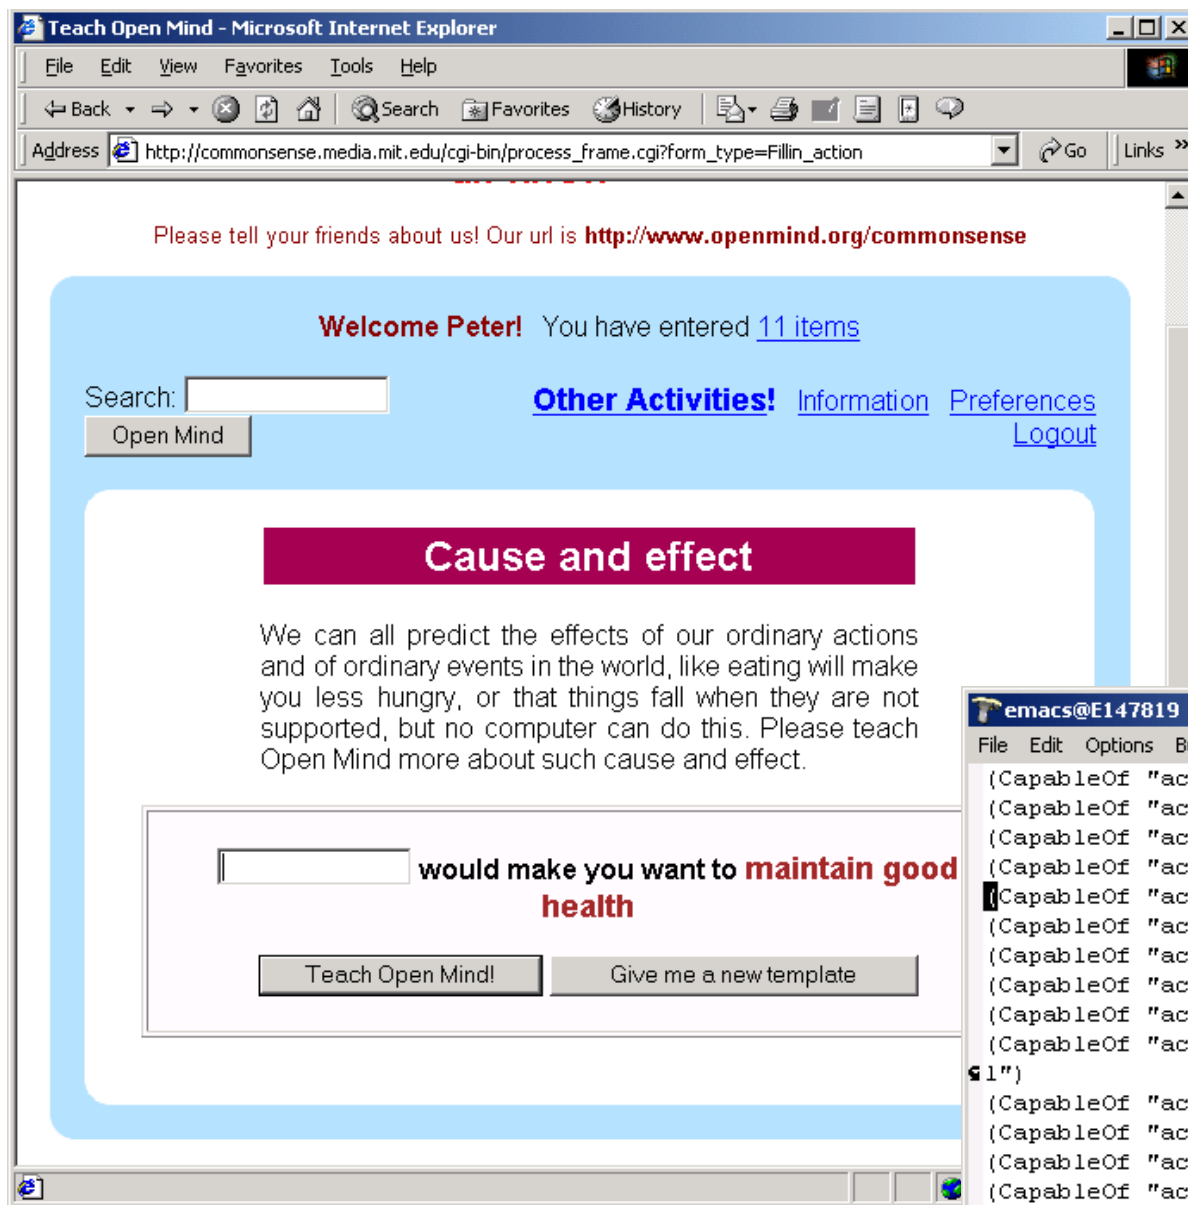 Teach Open Mind - Microsoft Internet Explorer
File Edit View Favorites Tools Help
Back Search Favorites History
Address http://commonsense.media.mit.edu/cgi-bin/process_frame.cgi?form_type=Fillin_action Go Links »
Please tell your friends about us! Our url is http://www.openmind.org/commonsense
Welcome Peter! You have entered 11 items
Search: Other Activities! Information Preferences
Open Mind Logout
Cause and effect
We can all predict the effects of our ordinary actions
and of ordinary events in the world, like eating will make
you less hungry, or that things fall when they are not
supported, but no computer can do this. Please teach
Open Mind more about such cause and effect.
would make you want to maintain good
health
Teach Open Mind! Give me a new template
emacs@E147819
File Edit Options B
(CapableOf "ac
(CapableOf "ac
(CapableOf "ac
(CapableOf "ac
(CapableOf "ac
(CapableOf "ac
(CapableOf "ac
(CapableOf "ac
(CapableOf "ac
(CapableOf "ac
l")
(CapableOf "ac
(CapableOf "ac
(CapableOf "ac
(CapableOf "ac